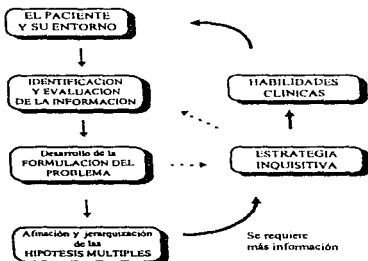 EL PACIENTE
Y SU ENTORNO
IDENTIFICACION
Y EVALUACION
DE LA INFORMACION
Desarrollo de la
FORMULACION DEL
PROBLEMA
Afinación y jerarquización
de las
HIPOTESIS MULTIPLES
HABILIDADES
CLINICAS
ESTRATEGIA
INQUISITIVA
Se requiere
más información